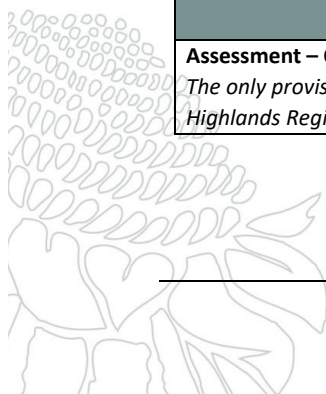 Assessment –
The only provis
Highlands Regi